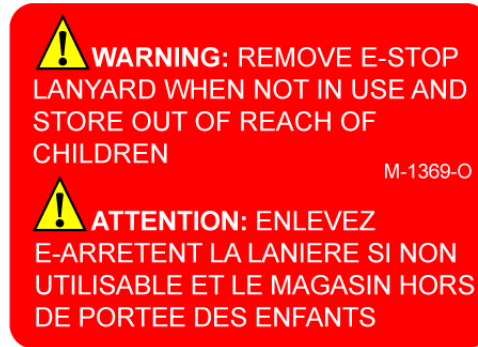 WARNING: REMOVE E-STOP
LANYARD WHEN NOT IN USE AND
STORE OUT OF REACH OF
CHILDREN
M-1369-O
ATTENTION: ENLEVEZ
E-ARRETENT LA LANIERE SI NON
UTILISABLE ET LE MAGASIN HORS
DE PORTEE DES ENFANTS